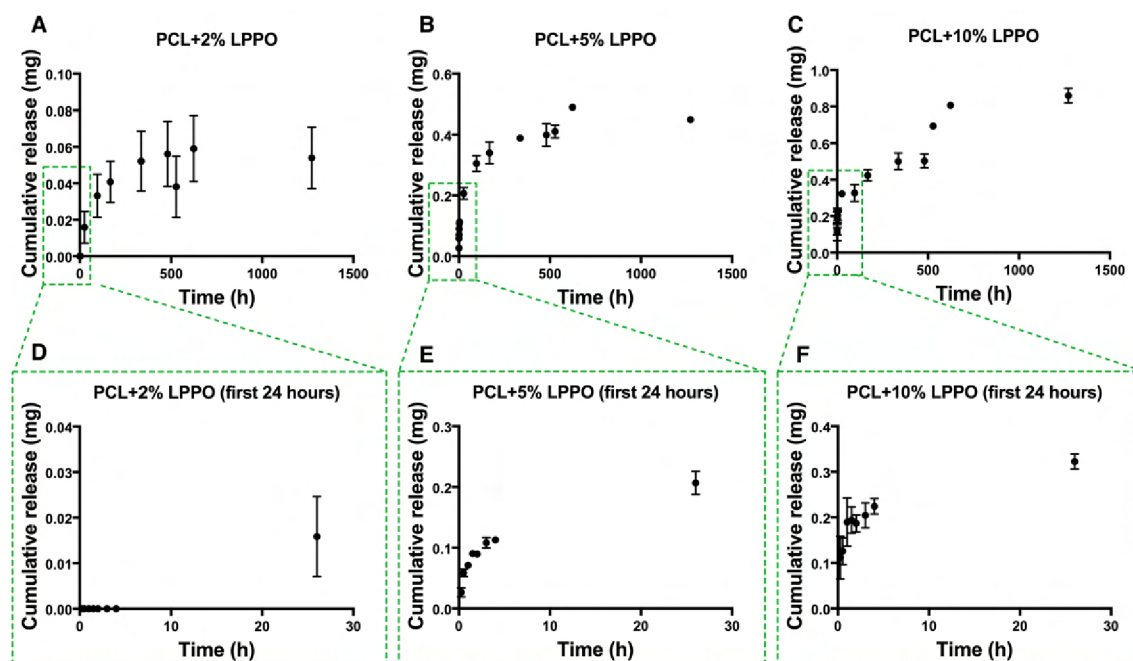 A
PCL+2% LPPO
Cumulative release (mg)
0.10
0.08
0.06
0.04
0.02
0.00
0 500 1000 1500
Time (h)
B
PCL+5% LPPO
Cumulative release (mg)
0.6
0.4
0.2
0.0
0 500 1000 1500
Time (h)
C
PCL+10% LPPO
Cumulative release (mg)
1.0
0.8
0.6
0.4
0.2
0.0
0 500 1000 1500
Time (h)
D
PCL+2% LPPO (first 24 hours)
Cumulative release (mg)
0.04
0.03
0.02
0.01
0.00
0 10 20 30
Time (h)
E
PCL+5% LPPO (first 24 hours)
Cumulative release (mg)
0.3
0.2
0.1
0.0
0 10 20 30
Time (h)
F
PCL+10% LPPO (first 24 hours)
Cumulative release (mg)
0.4
0.3
0.2
0.1
0.0
0 10 20 30
Time (h)